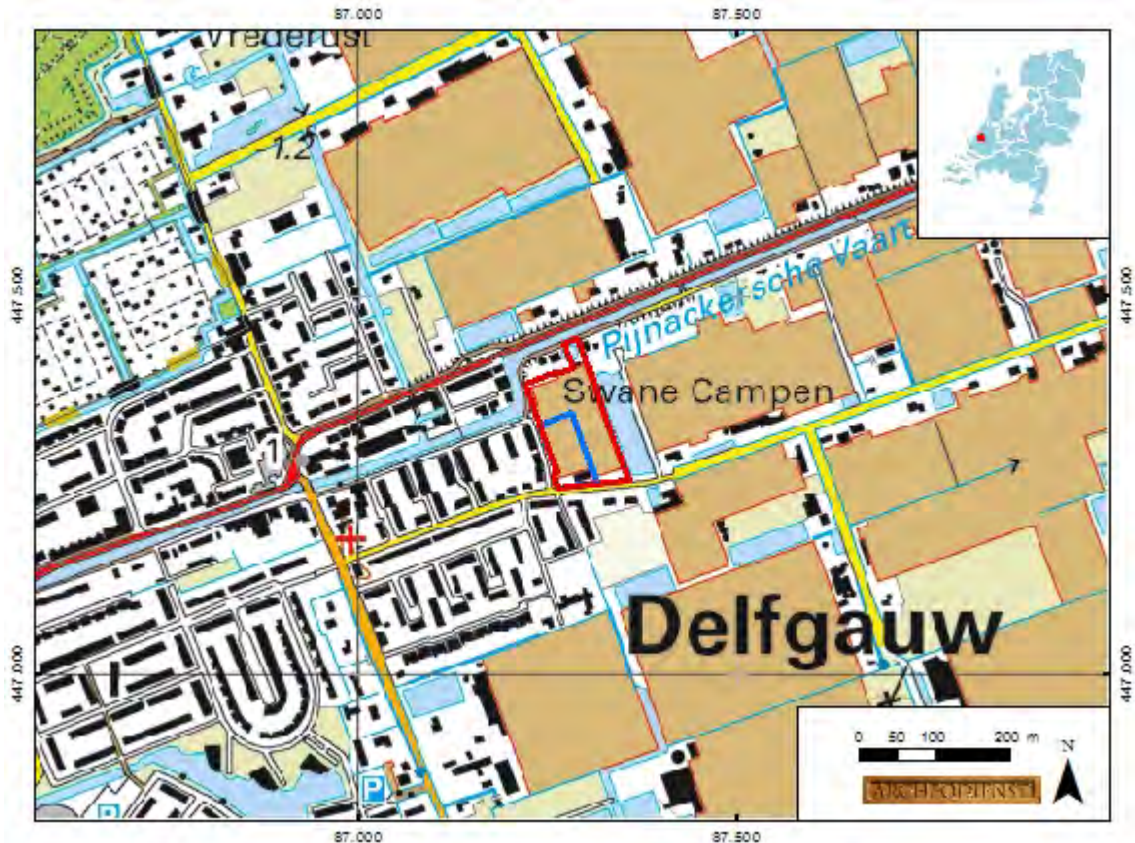 87.000 87.500
Vrederust
1.2
447.500 447.500
Pijnackersche Vaart
Swane Campen
Delfgauw
447.000 447.000
P
0 50 100 200 m N
ARCHEODIENST
87.000 87.500